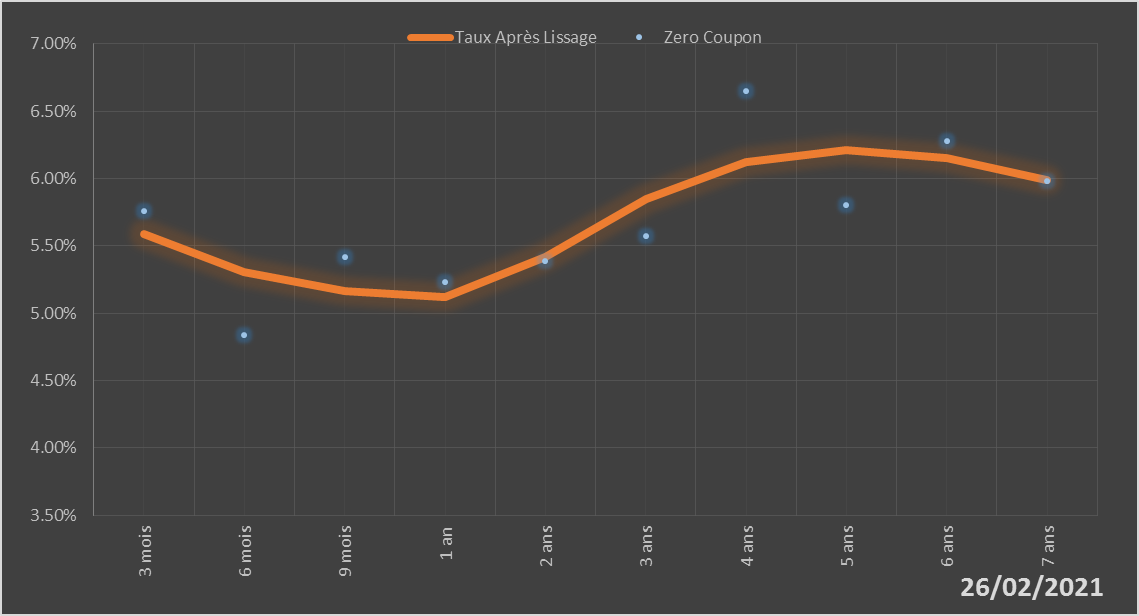 Taux Après Lissage
Zero Coupon
7.00%
6.50%
6.00%
5.50%
5.00%
4.50%
4.00%
3.50%
3 mois
6 mois
9 mois
1 an
2 ans
3 ans
4 ans
5 ans
6 ans
7 ans
26/02/2021